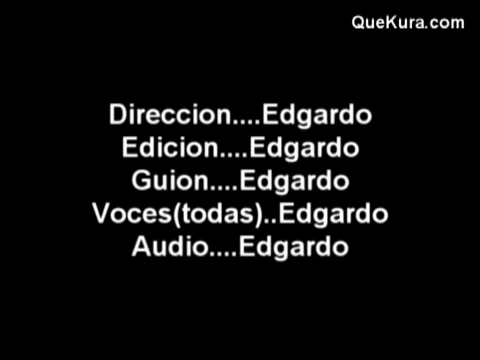 QueKura.com
Direccion....Edgardo
Edicion....Edgardo
Guion....Edgardo
Voces(todas)..Edgardo
Audio....Edgardo